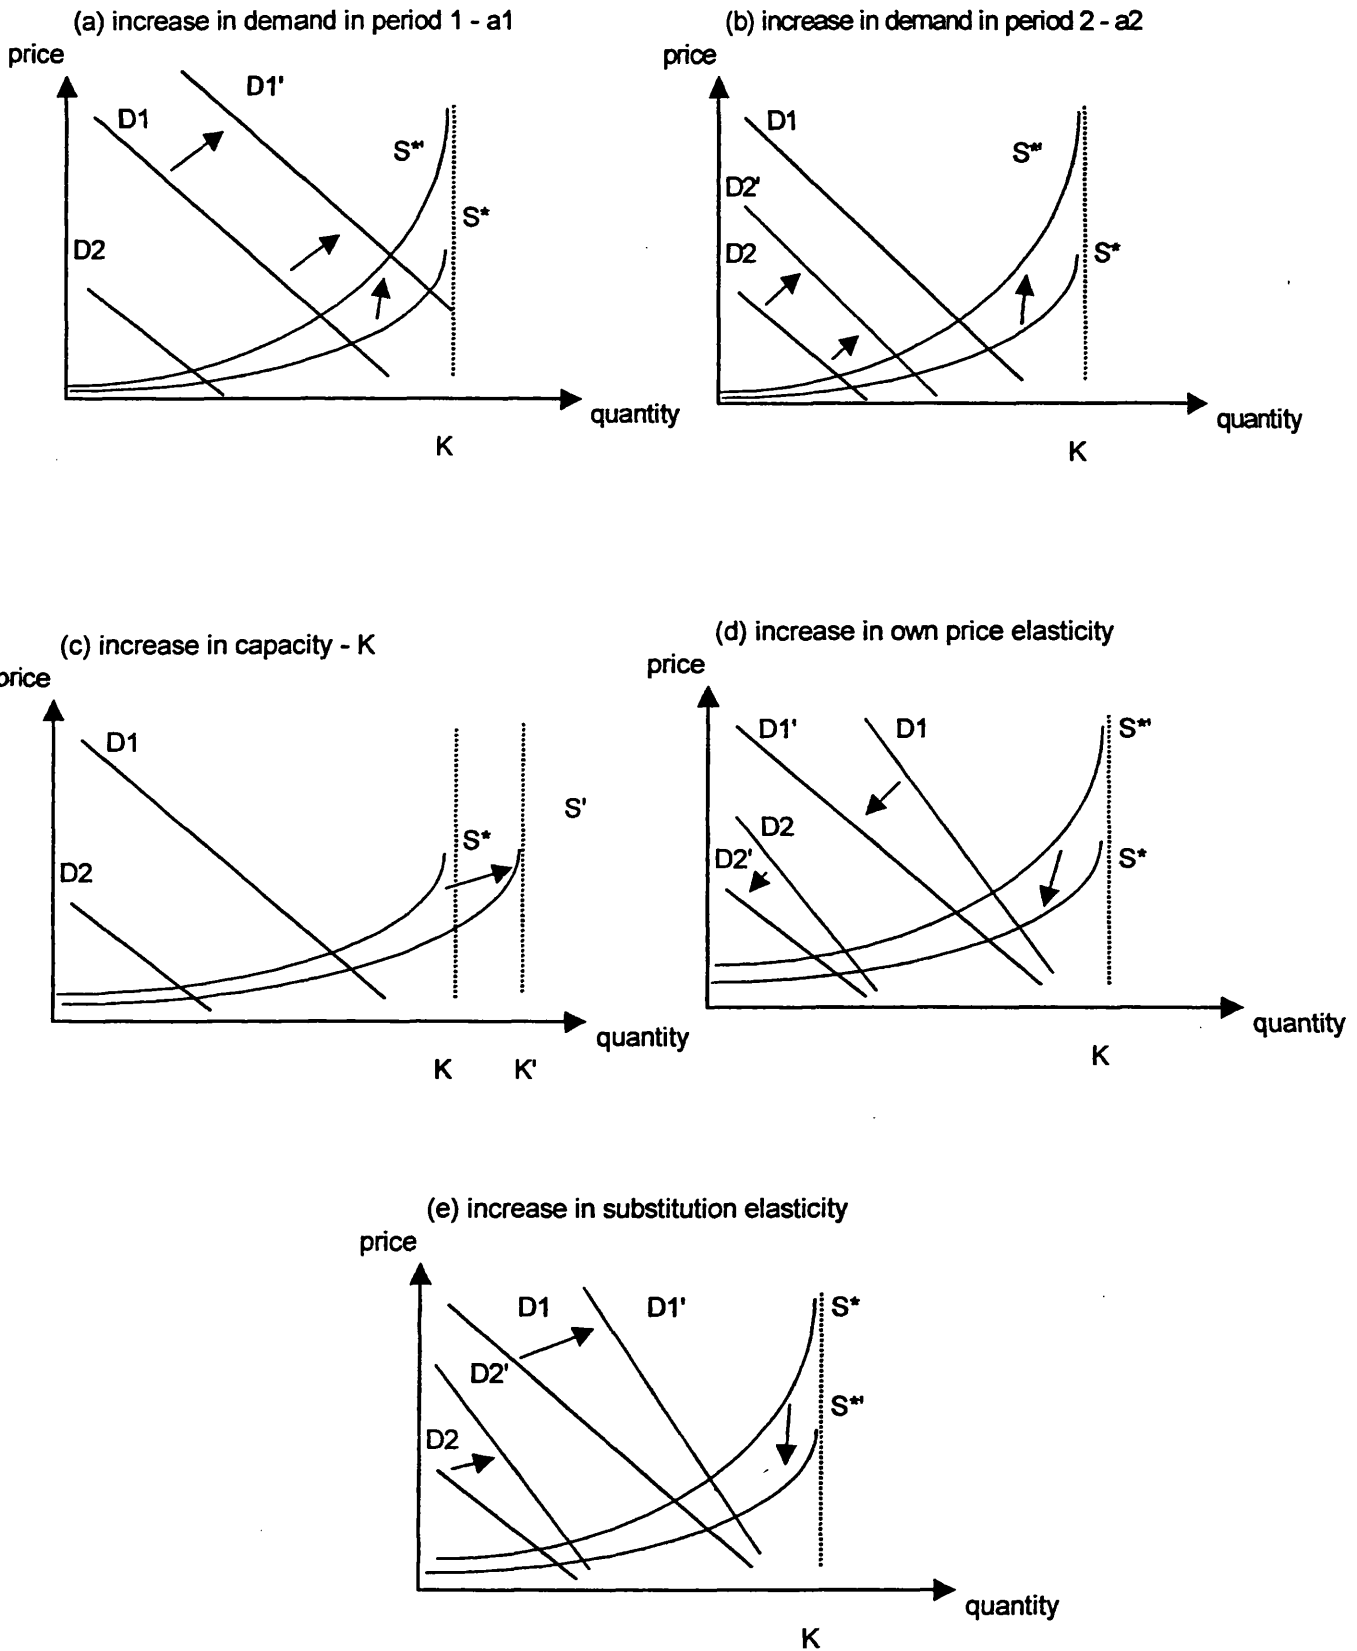 (a) increase in demand in period 1 - a1
price
D1'
D1
S*'
S*
D2
quantity
K
(b) increase in demand in period 2 - a2
price
D1
S*'
D2'
D2
S*
quantity
K
(c) increase in capacity - K
price
D1
S'
S*
D2
quantity
K K'
(d) increase in own price elasticity
price
D1' D1 S*'
D2
D2' S*
quantity
K
(e) increase in substitution elasticity
price
D1 D1' S*
D2'
S*'
D2
quantity
K